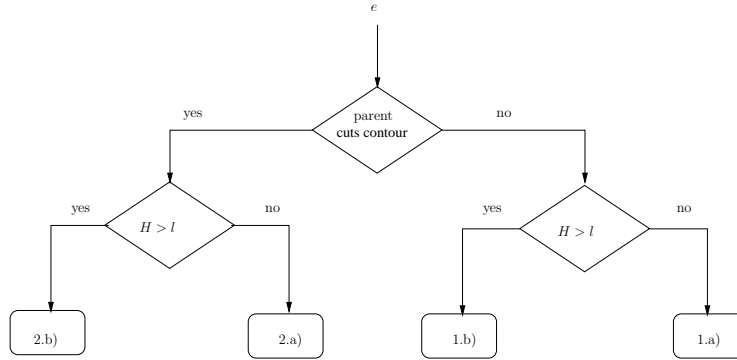 e
yes
parent
no
cuts contour
yes
no
yes
no
H > l
H > l
2.b)
2.a)
1.b)
1.a)